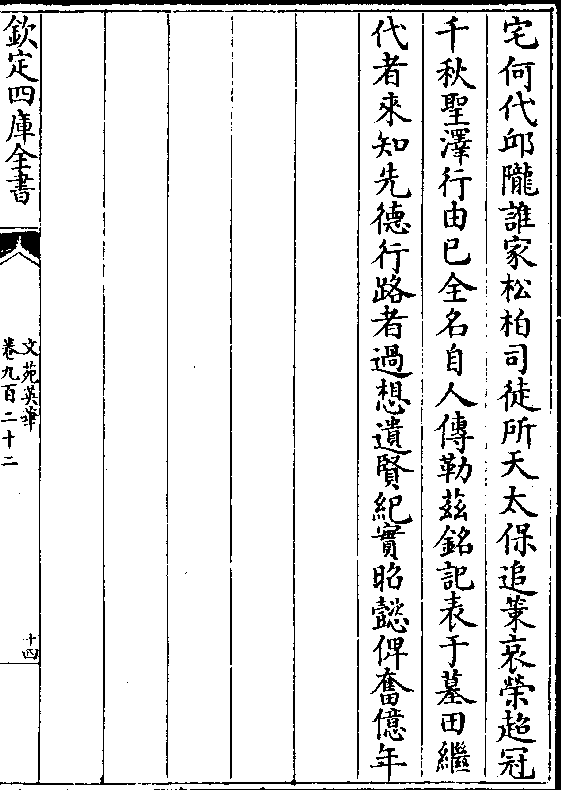 宅何代邱隴誰家松柏司徒所天太保追策哀榮超冠
千秋聖澤行由已全名自人傳勒茲銘記表于墓田繼
代者來知先德行路者過想遺賢紀實昭懿俾奮億年
欽定四庫全書
文苑英華
卷九百二十二
十四